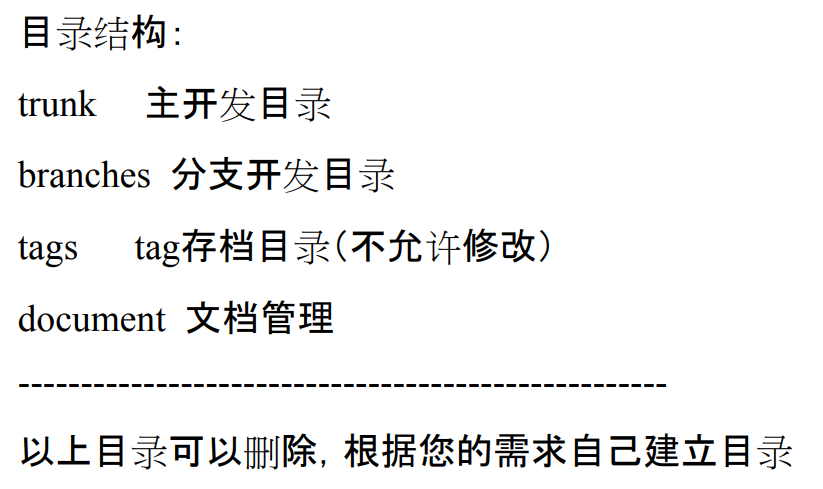 目录结构：
trunk 主开发目录
branches 分支开发目录
tags tag存档目录（不允许修改）
document 文档管理
----------------------------------------------------
以上目录可以删除，根据您的需求自己建立目录